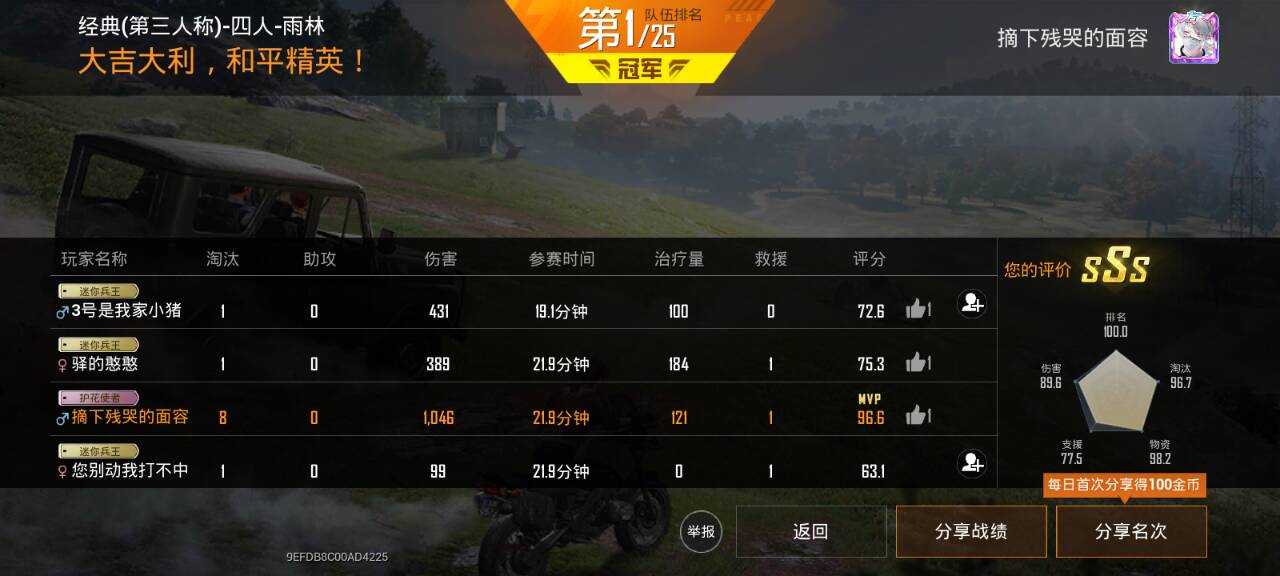 经典(第三人称)-四人-雨林
大吉大利，和平精英！
第1/25
队伍排名
PEAK
冠军
摘下残哭的面容
玩家名称 淘汰 助攻 伤害 参赛时间 治疗量 救援 评分
迷你兵王
3号是我家小猪 1 0 431 19.1分钟 100 0 72.6 1
迷你兵王
驿的憨憨 1 0 389 21.9分钟 184 1 75.3 1
护花使者
MVP
摘下残哭的面容 8 0 1,046 21.9分钟 121 1 96.6 1
迷你兵王
您别动我打不中 1 0 99 21.9分钟 0 1 63.1
您的评价 SSS
排名
100.0
伤害
89.6
淘汰
96.7
支援
77.5
物资
98.2
每日首次分享得100金币
举报
返回
分享战绩
分享名次
9EFDB8C00AD4225